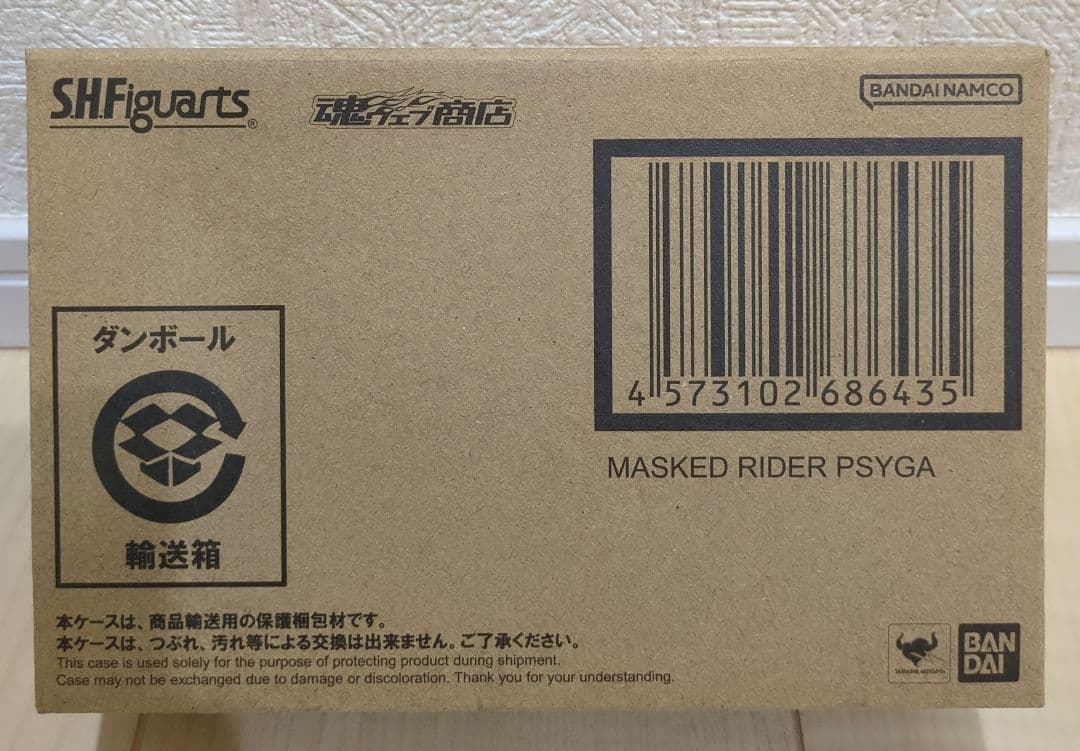 S.H.Figuarts®
魂ウェブ商店
BANDAI NAMCO
4 573102 686435
MASKED RIDER PSYGA
ダンボール
輸送箱
本ケースは、商品輸送用の保護梱包材です。
本ケースは、つぶれ、汚れ等による交換は出来ません。ご了承ください。
This case is used solely for the purpose of protecting product during shipment.
Case may not be exchanged due to damage or discoloration. Thank you for your understanding.
TAMASHII NATIONS
BAN
DAI